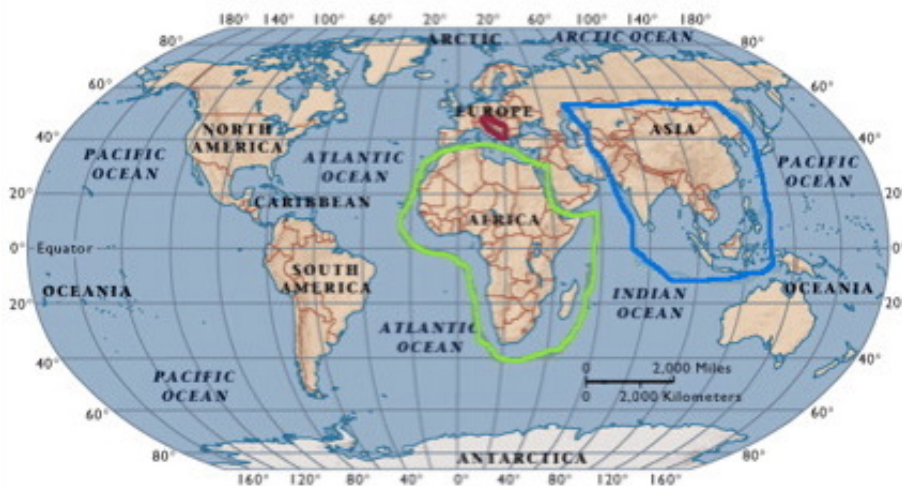 180° 140° 100° 60° 20° 20° 60° 100° 140° 180°
ARCTIC
ARCTIC OCEAN
80°
80°
60°
60°
EUROPE
NORTH
AMERICA
ASIA
40°
40°
PACIFIC
OCEAN
ATLANTIC
OCEAN
PACIFIC
OCEAN
20°
20°
CARIBBEAN
AFRICA
0°
Equator
0°
SOUTH
AMERICA
OCEANIA
INDIAN
OCEAN
OCEANIA
20°
20°
ATLANTIC
OCEAN
40°
40°
0 2,000 Miles
0 2,000 Kilometers
PACIFIC
OCEAN
60°
60°
80°
ANTARCTICA
80°
160° 120° 80° 40° 0° 40° 80° 120° 160°